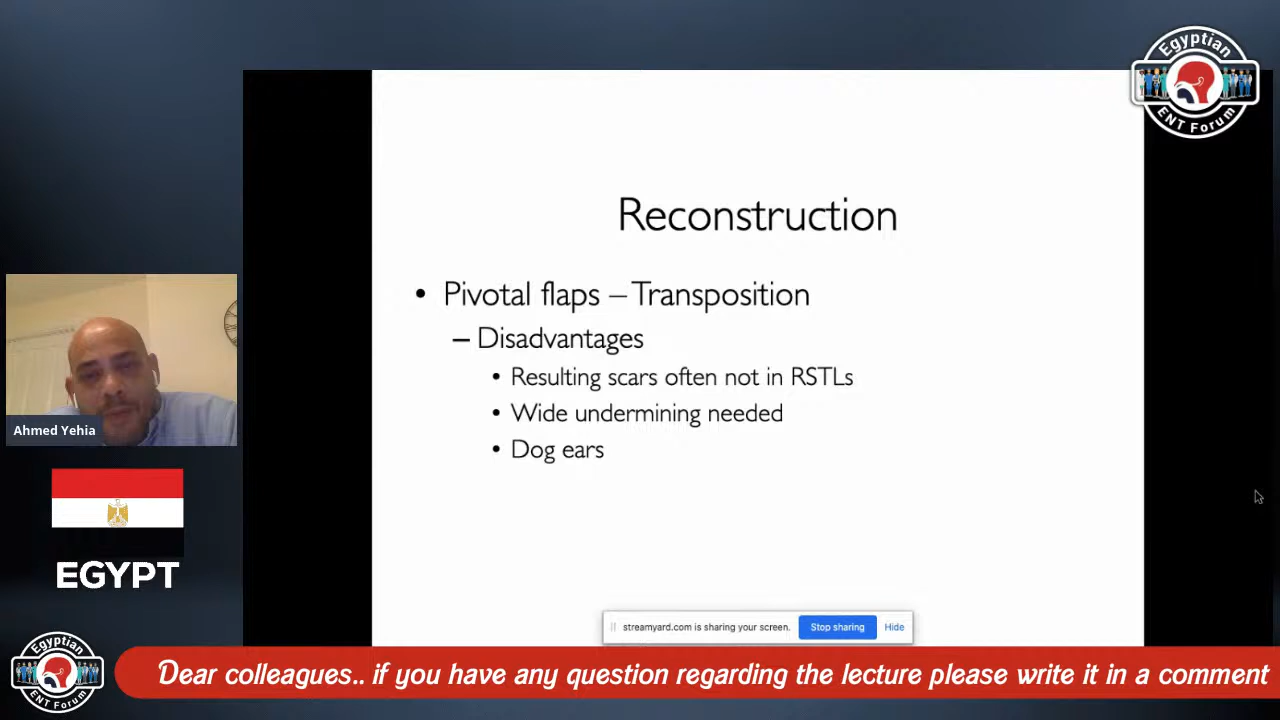 Egyptian
ENT Forum
Reconstruction
• Pivotal flaps – Transposition
– Disadvantages
• Resulting scars often not in RSTLs
• Wide undermining needed
• Dog ears
Ahmed Yehia
EGYPT
streamyard.com is sharing your screen.
Stop sharing
Hide
Egyptian
ENT Forum
Dear colleagues.. if you have any question regarding the lecture please write it in a comment